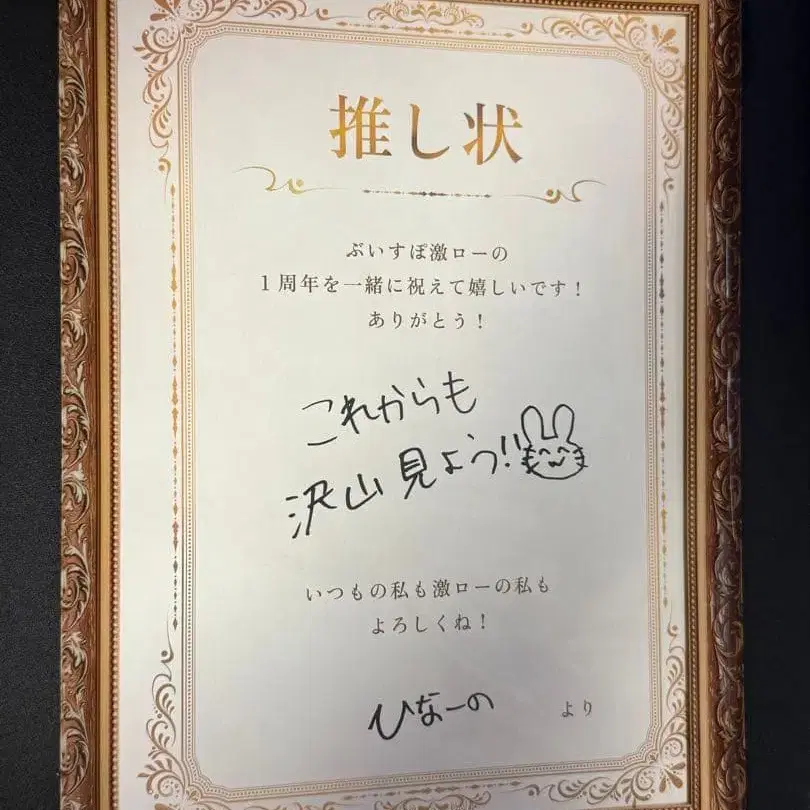 推し状
ぶいすぽ激ローの
1周年を一緒に祝えて嬉しいです！
ありがとう！
これからも
沢山見よう!!
いつもの私も激ローの私も
よろしくね！
ひなーの より